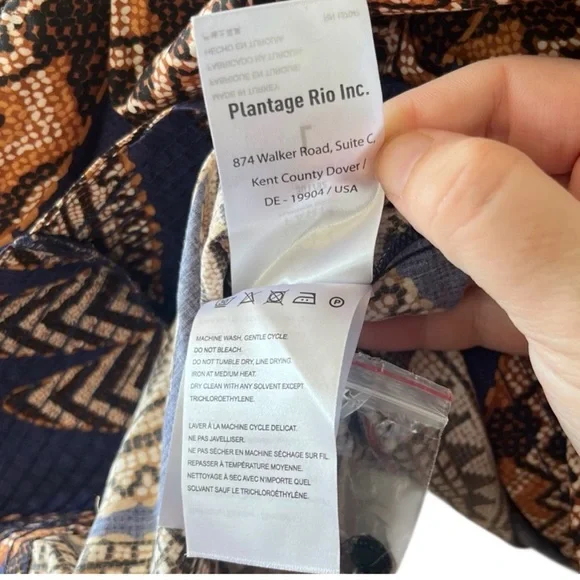 Plantage Rio Inc.
874 Walker Road, Suite C,
Kent County Dover /
DE - 19904 / USA
MACHINE WASH, GENTLE CYCLE.
DO NOT BLEACH.
DO NOT TUMBLE DRY, LINE DRYING
IRON AT MEDIUM HEAT.
DRY CLEAN WITH ANY SOLVENT EXCEPT
TRICHLOROETHYLENE.
LAVER À LA MACHINE CYCLE DELICAT.
NE PAS JAVELLISER.
NE PAS SÉCHER EN MACHINE SÉCHAGE SUR FIL.
REPASSER À TEMPÉRATURE MOYENNE.
NETTOYAGE À SEC AVEC N'IMPORTE QUEL
SOLVANT SAUF LE TRICHLOROÉTHYLÈNE.